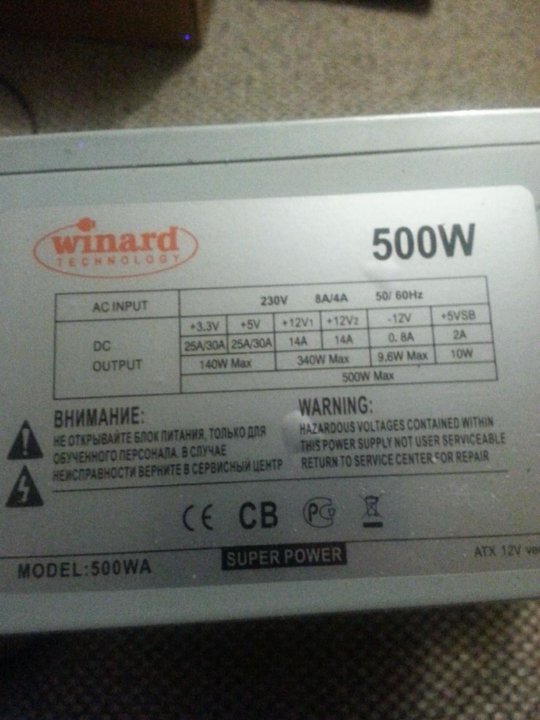 winard
TECHNOLOGY
500W
AC INPUT 230V 8A/4A 50/ 60Hz
DC OUTPUT +3.3V +5V +12V1 +12V2 -12V +5VSB
25A/30A 25A/30A 14A 14A 0. 8A 2A
140W Max 340W Max 9.6W Max 10W
500W Max
ВНИМАНИЕ:
НЕ ОТКРЫВАЙТЕ БЛОК ПИТАНИЯ, ТОЛЬКО ДЛЯ
ОБУЧЕННОГО ПЕРСОНАЛА. В СЛУЧАЕ
НЕИСПРАВНОСТИ ВЕРНИТЕ В СЕРВИСНЫЙ ЦЕНТР
WARNING:
HAZARDOUS VOLTAGES CONTAINED WITHIN
THIS POWER SUPPLY NOT USER SERVICEABLE
RETURN TO SERVICE CENTER FOR REPAIR
CE CB PC
MODEL:500WA
SUPER POWER
ATX 12V